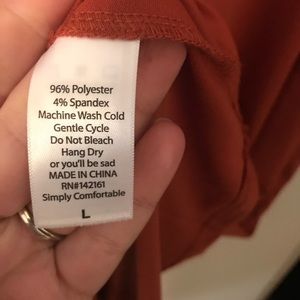 96% Polyester
4% Spandex
Machine Wash Cold
Gentle Cycle
Do Not Bleach
Hang Dry
or you'll be sad
MADE IN CHINA
RN#142161
Simply Comfortable
L